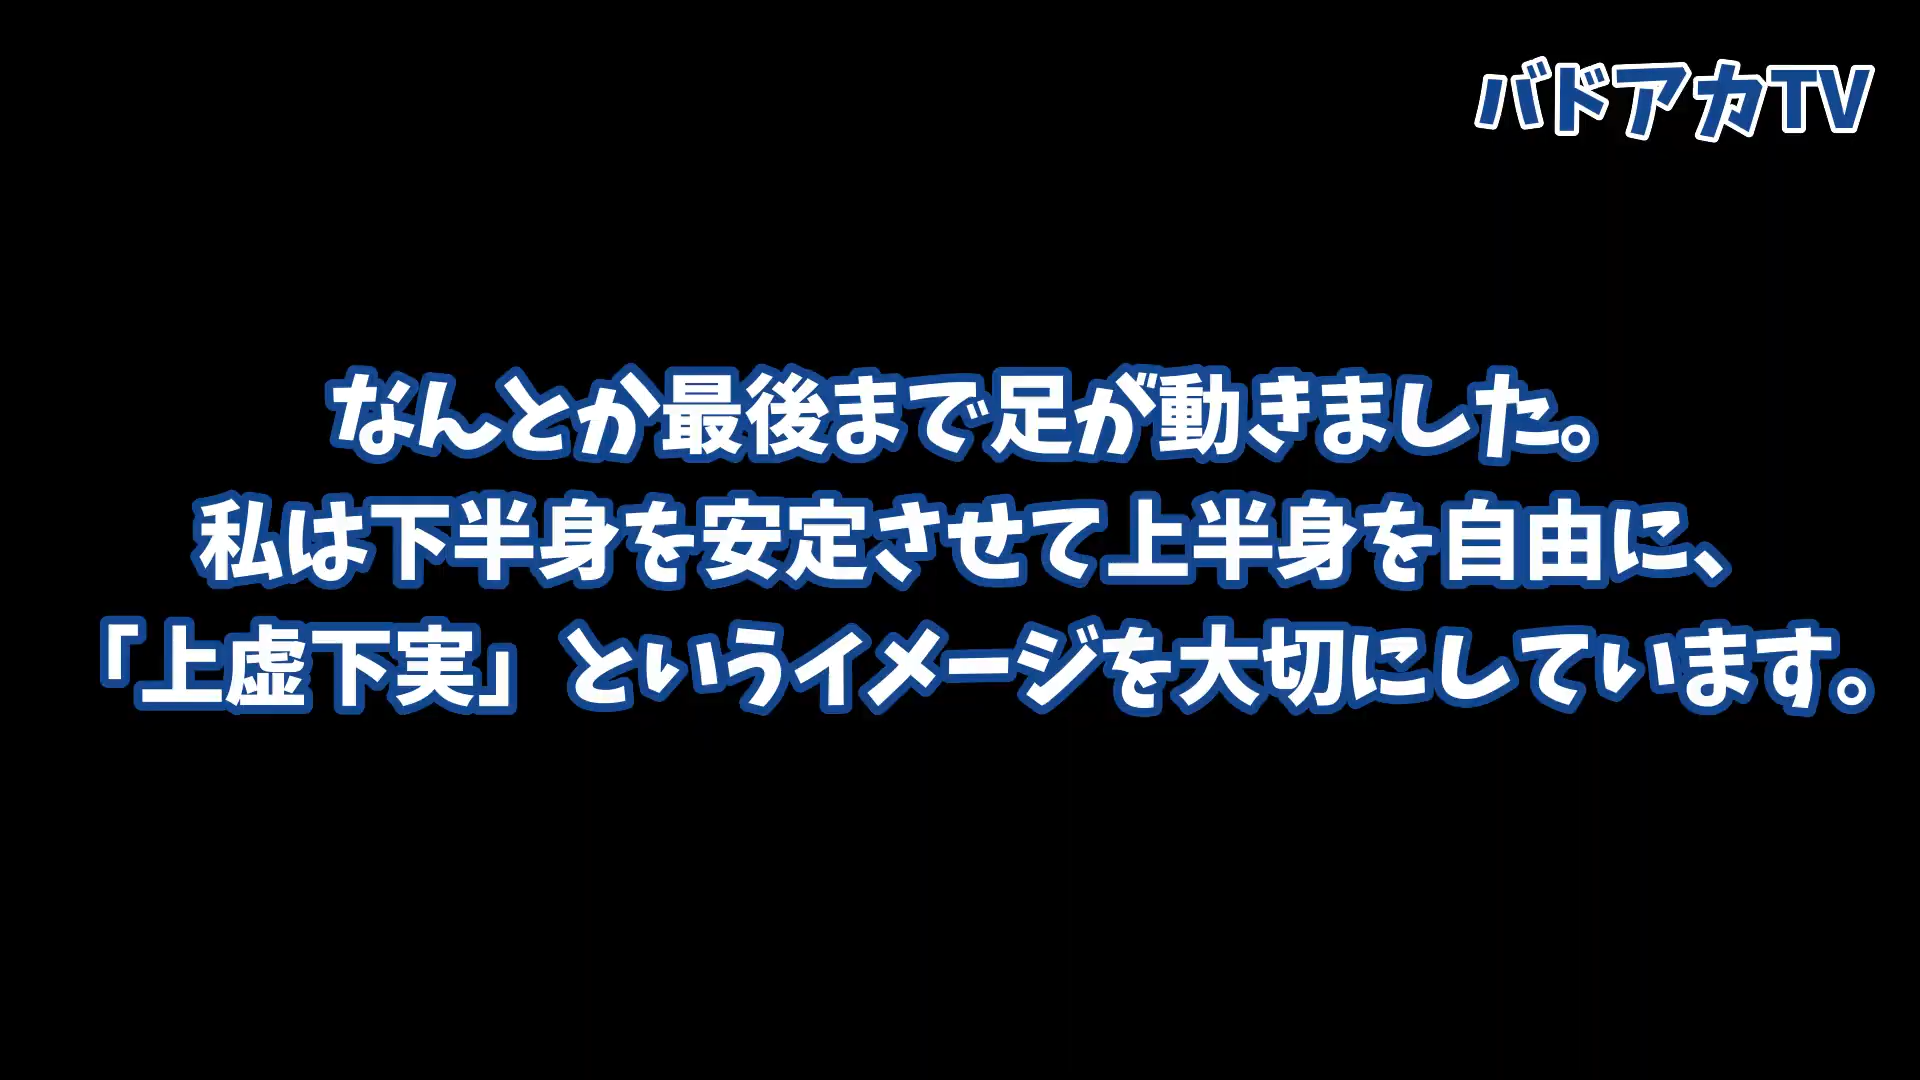 バドアカTV
なんとか最後まで足が動きました。
私は下半身を安定させて上半身を自由に、
「上虚下実」というイメージを大切にしています。